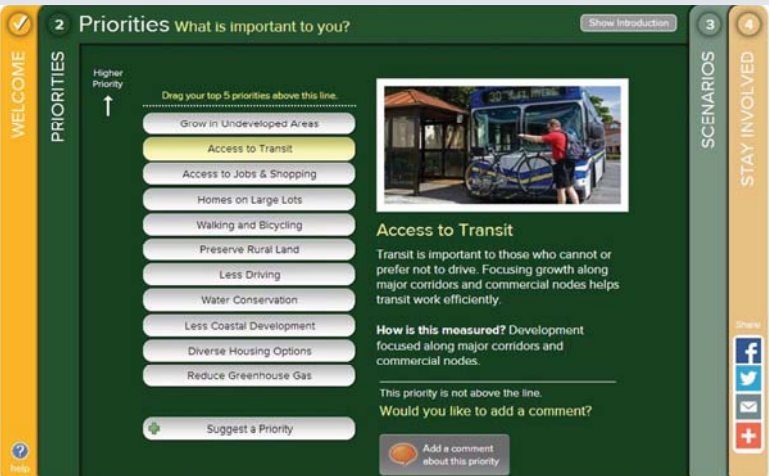 2 Priorities What is important to you?
Show Introduction
3
4
WELCOME
PRIORITIES
SCENARIOS
STAY INVOLVED
Higher
Priority
Drag your top 5 priorities above this line.
Grow in Undeveloped Areas
Access to Transit
Access to Jobs & Shopping
Homes on Large Lots
Walking and Bicycling
Preserve Rural Land
Less Driving
Water Conservation
Less Coastal Development
Diverse Housing Options
Reduce Greenhouse Gas
Suggest a Priority
30
Access to Transit
Transit is important to those who cannot or
prefer not to drive. Focusing growth along
major corridors and commercial nodes helps
transit work efficiently.
How is this measured? Development
focused along major corridors and
commercial nodes.
This priority is not above the line.
Would you like to add a comment?
Add a comment
about this priority
Share
help